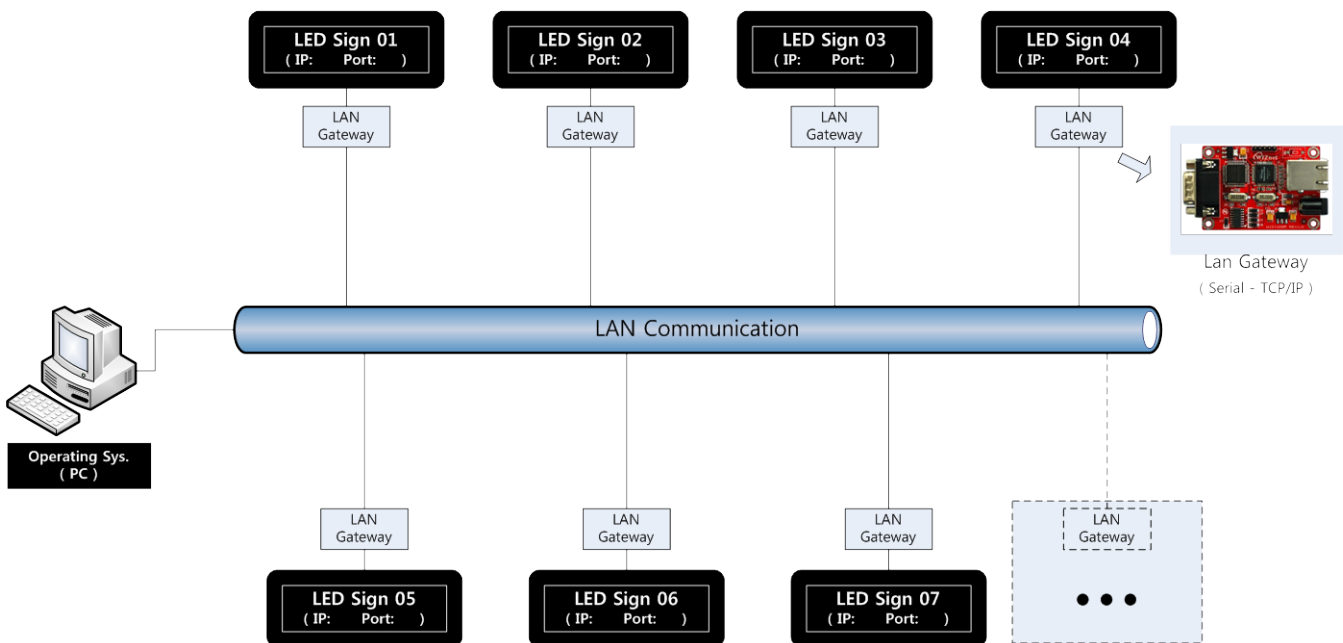 LED Sign 01
( IP: Port: )
LED Sign 02
( IP: Port: )
LED Sign 03
( IP: Port: )
LED Sign 04
( IP: Port: )
LAN
Gateway
LAN
Gateway
LAN
Gateway
LAN
Gateway
WIZnet
Lan Gateway
( Serial - TCP/IP )
LAN Communication
Operating Sys.
( PC )
LAN
Gateway
LAN
Gateway
LAN
Gateway
LAN
Gateway
LED Sign 05
( IP: Port: )
LED Sign 06
( IP: Port: )
LED Sign 07
( IP: Port: )